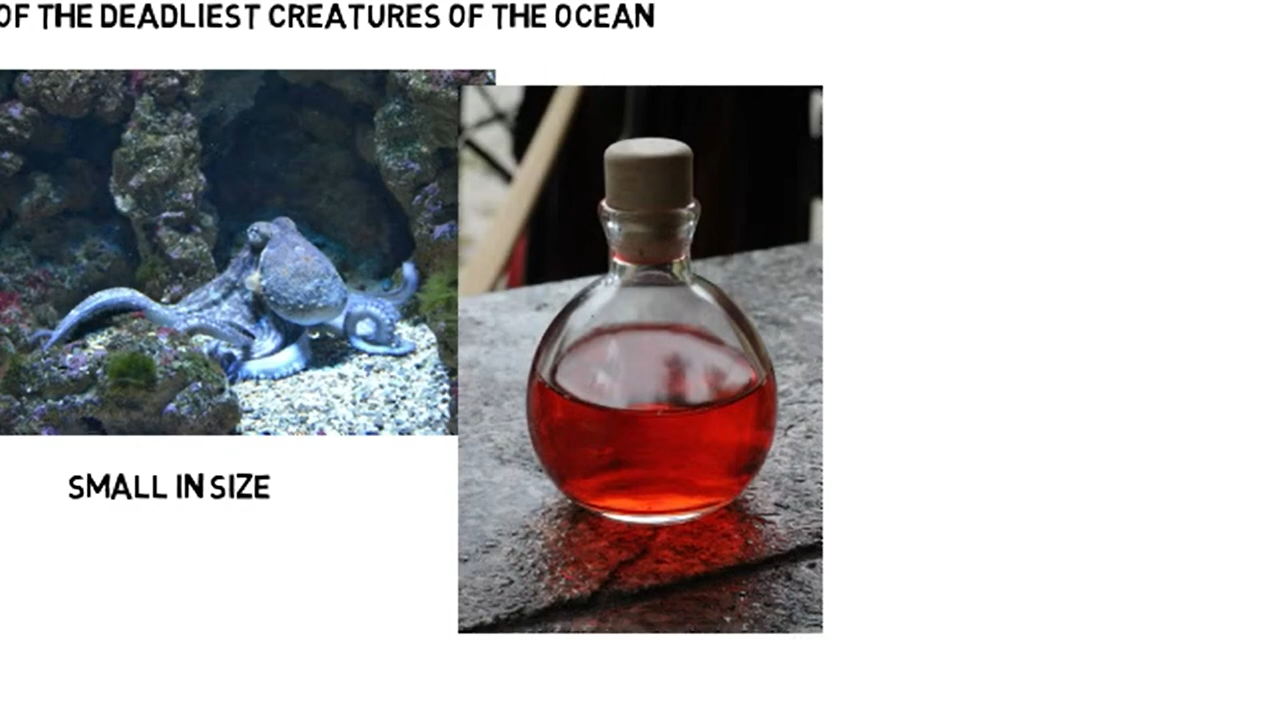 OF THE DEADLIEST CREATURES OF THE OCEAN
SMALL IN SIZE